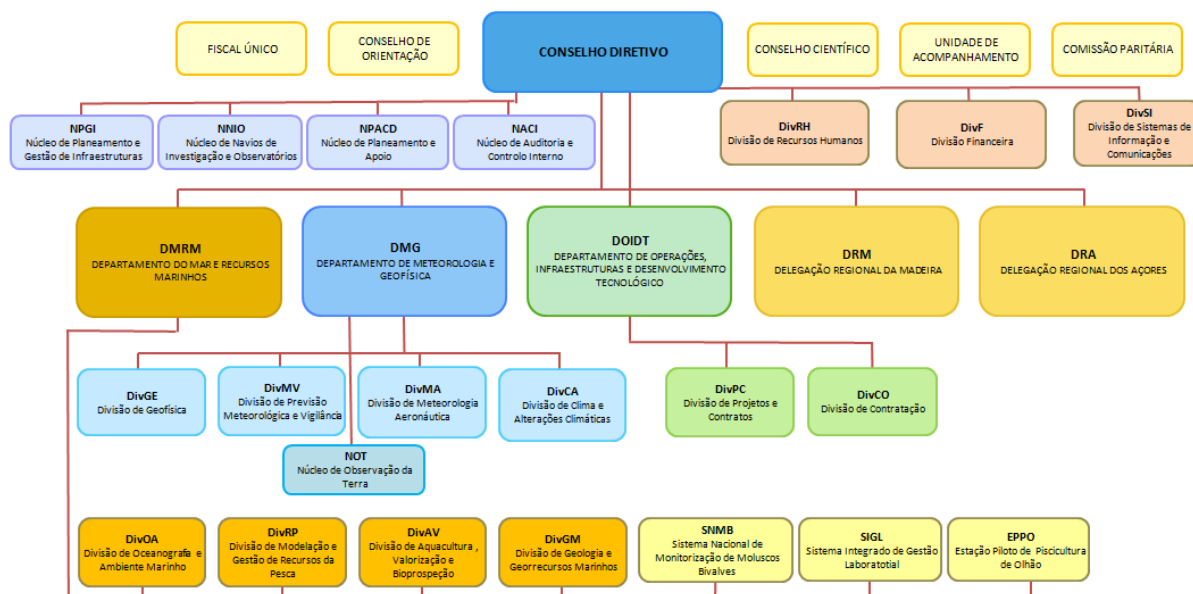 FISCAL ÚNICO
CONSELHO DE
ORIENTAÇÃO
CONSELHO DIRETIVO
CONSELHO CIENTÍFICO
UNIDADE DE
ACOMPANHAMENTO
COMISSÃO PARITÁRIA
NPGI
Núcleo de Planeamento e
Gestão de Infraestruturas
NNIO
Núcleo de Navios de
Investigação e Observatórios
NPACD
Núcleo de Planeamento e
Apoio
NACI
Núcleo de Auditoria e
Controlo Interno
DivRH
Divisão de Recursos Humanos
DivF
Divisão Financeira
DivSI
Divisão de Sistemas de
Informação e
Comunicações
DMRM
DEPARTAMENTO DO MAR E RECURSOS
MARINHOS
DMG
DEPARTAMENTO DE METEOROLOGIA E
GEOFÍSICA
DOIDT
DEPARTAMENTO DE OPERAÇÕES,
INFRAESTRUTURAS E DESENVOLVIMENTO
TECNOLÓGICO
DRM
DELEGAÇÃO REGIONAL DA MADEIRA
DRA
DELEGAÇÃO REGIONAL DOS AÇORES
DivGE
Divisão de Geofísica
DivMV
Divisão de Previsão
Meteorológica e Vigilância
DivMA
Divisão de Meteorologia
Aeronáutica
DivCA
Divisão de Clima e
Alterações Climáticas
DivPC
Divisão de Projetos e
Contratos
DivCO
Divisão de Contratação
NOT
Núcleo de Observação da
Terra
DivOA
Divisão de Oceanografia e
Ambiente Marinho
DivRP
Divisão de Modelação e
Gestão de Recursos da
Pesca
DivAV
Divisão de Aquacultura ,
Valorização e
Bioprospeção
DivGM
Divisão de Geologia e
Georrecursos Marinhos
SNMB
Sistema Nacional de
Monitorização de Moluscos
Bivalves
SIGL
Sistema Integrado de Gestão
Laboratotial
EPPO
Estação Piloto de Piscicultura
de Olhão